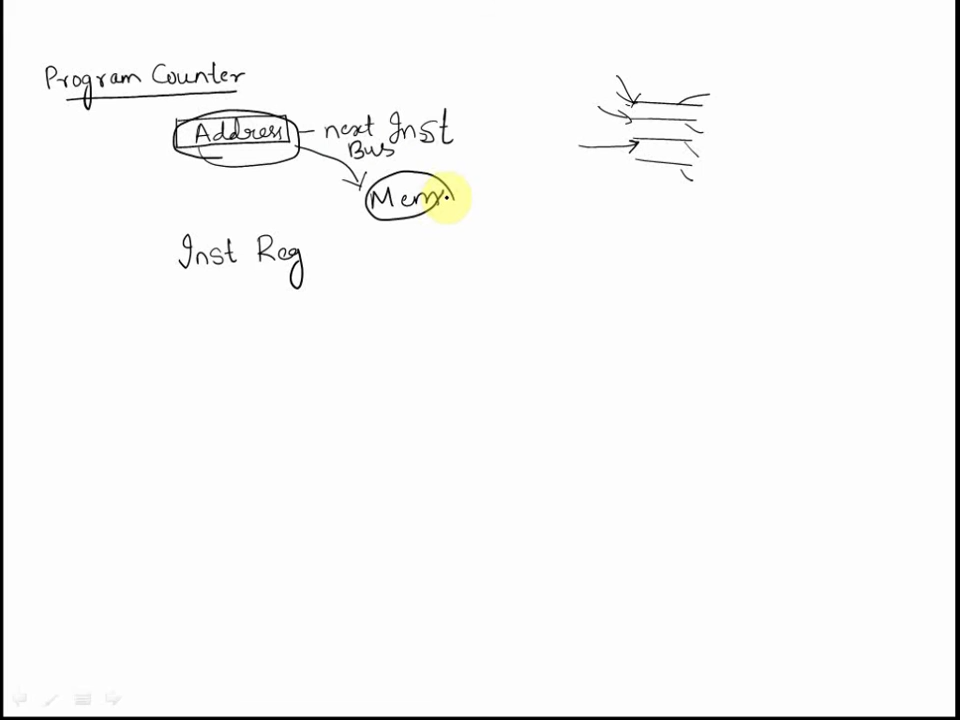 Program Counter
Address - next Inst
Bus
Mem.
Inst Reg